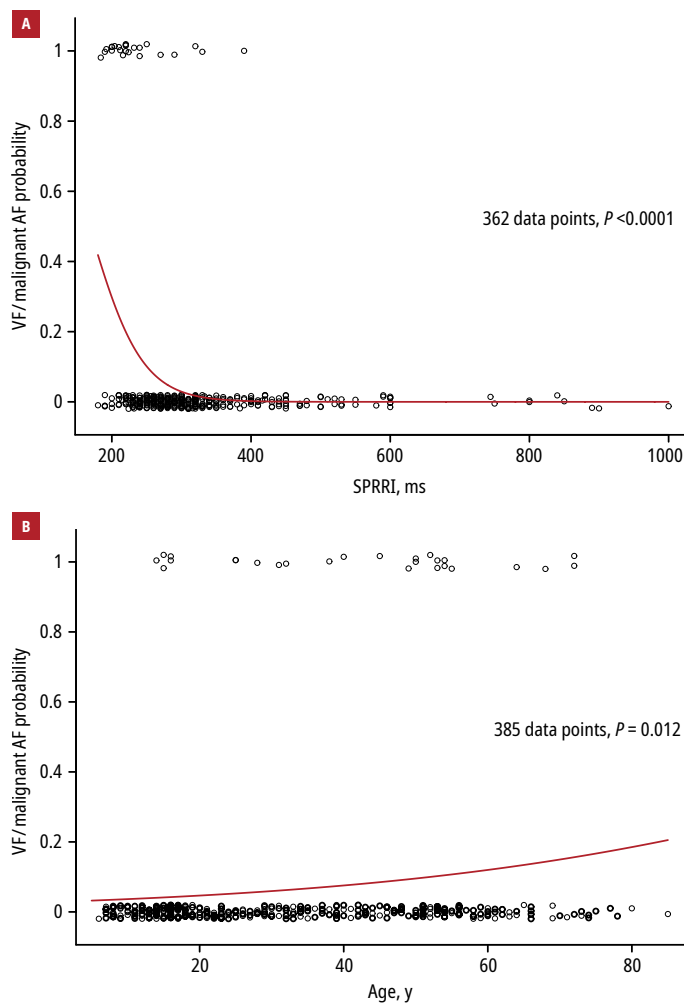 A
1
0.8
0.6
0.4
0.2
0
VF/malignant AF probability
362 data points, P <0.0001
200 400 600 800 1000
SPRRI, ms
B
1
0.8
0.6
0.4
0.2
0
VF/malignant AF probability
385 data points, P = 0.012
20 40 60 80
Age, y